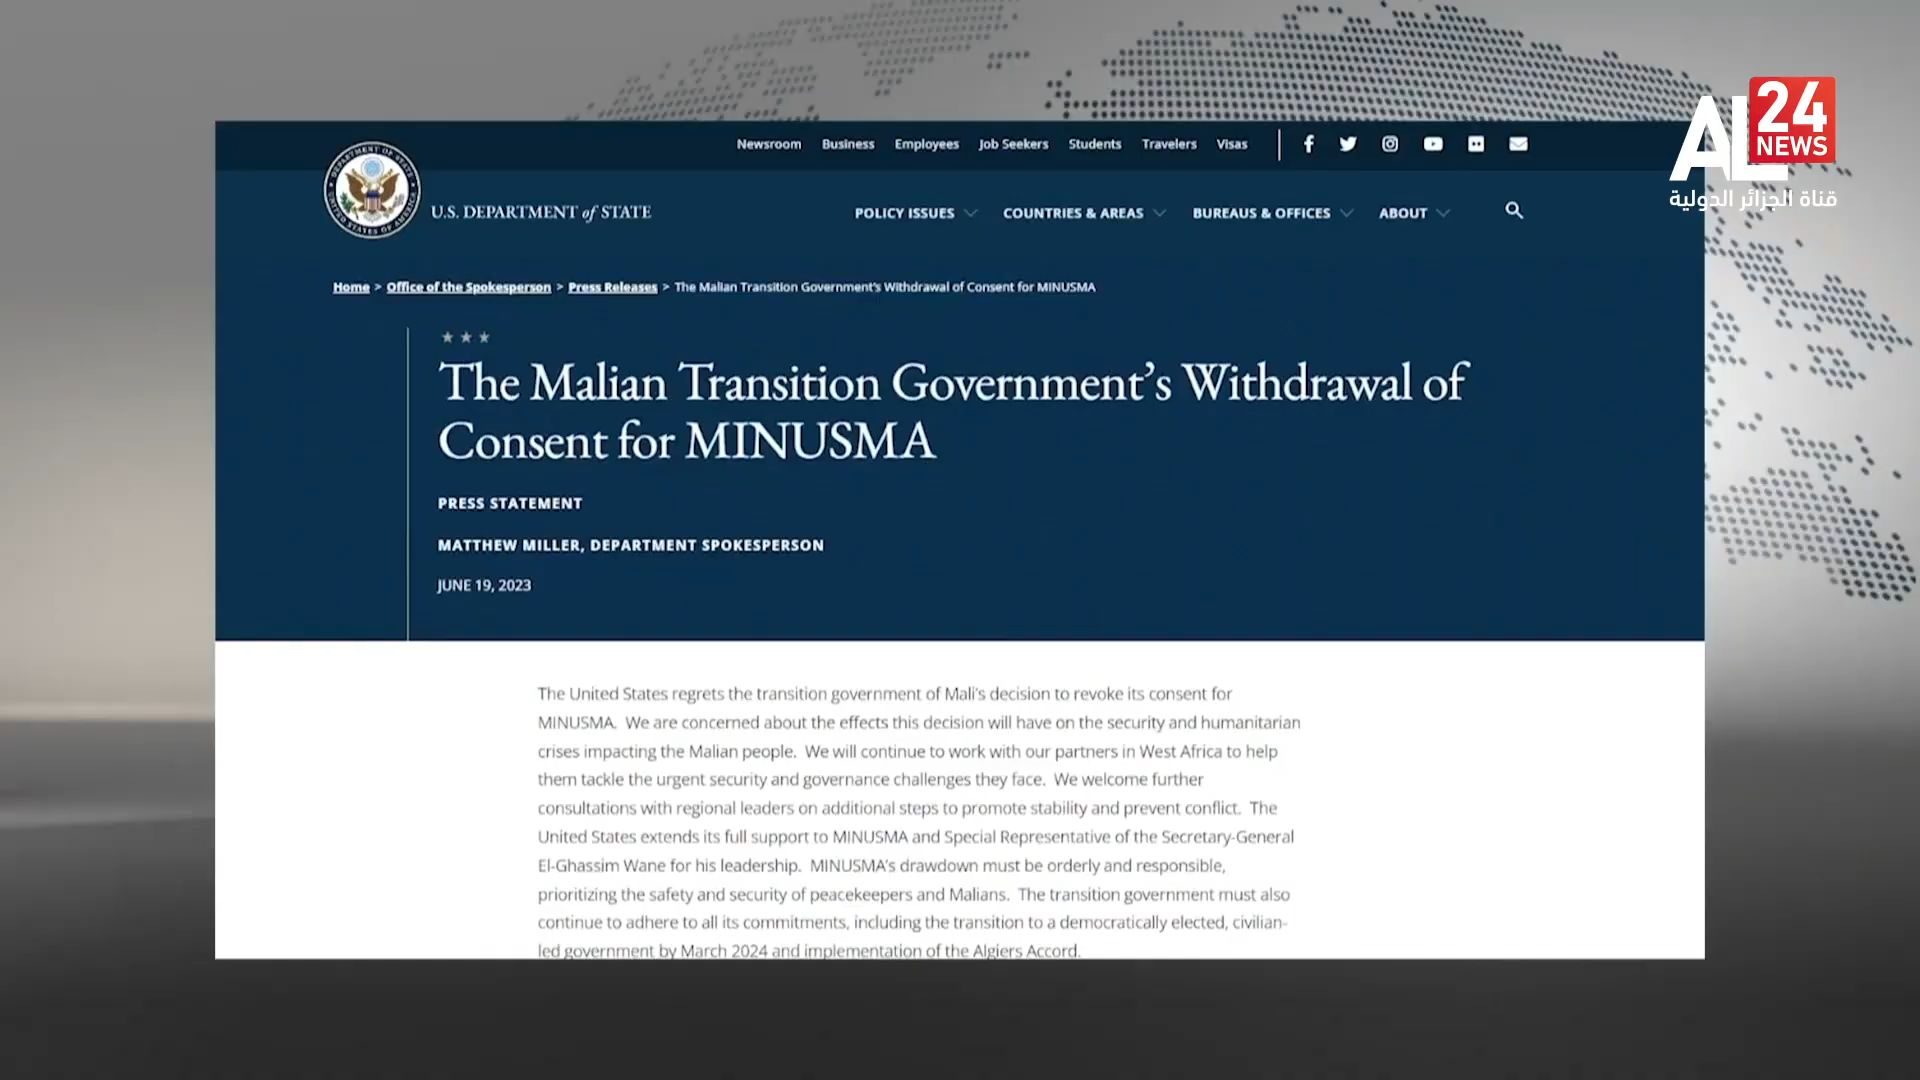 Newsroom Business Employees Job Seekers Students Travelers Visas
U.S. DEPARTMENT of STATE
POLICY ISSUES COUNTRIES & AREAS BUREAUS & OFFICES ABOUT
AL
24
NEWS
قناة الجزائر الدولية
Home > Office of the Spokesperson > Press Releases > The Malian Transition Government's Withdrawal of Consent for MINUSMA
The Malian Transition Government’s Withdrawal of
Consent for MINUSMA
PRESS STATEMENT
MATTHEW MILLER, DEPARTMENT SPOKESPERSON
JUNE 19, 2023
The United States regrets the transition government of Mali’s decision to revoke its consent for
MINUSMA. We are concerned about the effects this decision will have on the security and humanitarian
crises impacting the Malian people. We will continue to work with our partners in West Africa to help
them tackle the urgent security and governance challenges they face. We welcome further
consultations with regional leaders on additional steps to promote stability and prevent conflict. The
United States extends its full support to MINUSMA and Special Representative of the Secretary-General
El-Ghassim Wane for his leadership. MINUSMA’s drawdown must be orderly and responsible,
prioritizing the safety and security of peacekeepers and Malians. The transition government must also
continue to adhere to all its commitments, including the transition to a democratically elected, civilian-
led government by March 2024 and implementation of the Algiers Accord.